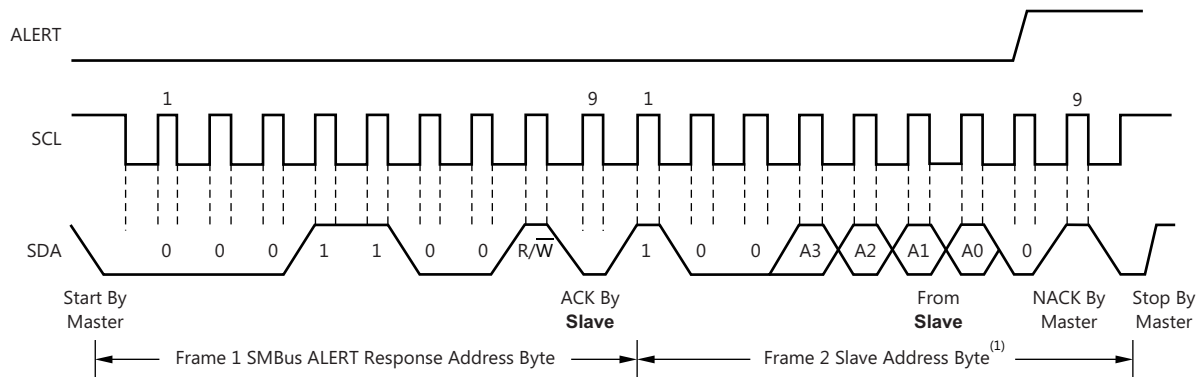 ALERT
1 9 1 9
SCL
SDA 0 0 0 1 1 0 0 R/W̅ 1 0 0 A3 A2 A1 A0 0
Start By Master
ACK By Slave
From Slave
NACK By Master
Stop By Master
Frame 1 SMBus ALERT Response Address Byte
Frame 2 Slave Address Byte(1)